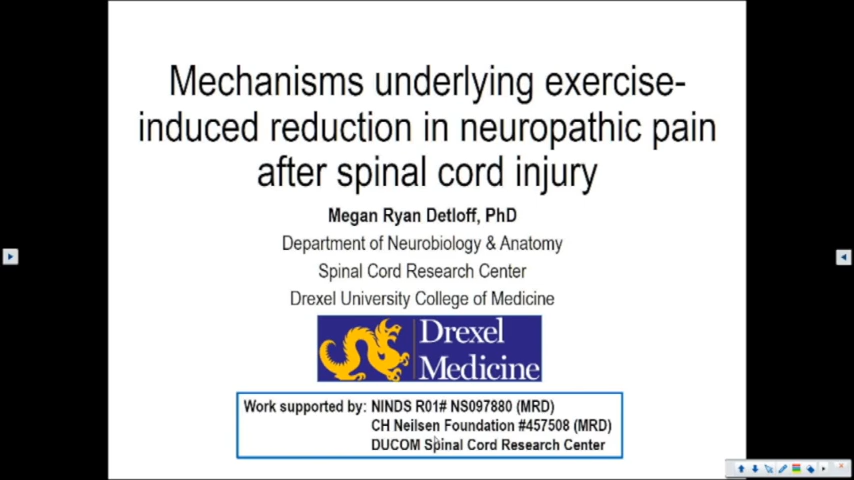 Mechanisms underlying exercise-
induced reduction in neuropathic pain
after spinal cord injury
Megan Ryan Detloff, PhD
Department of Neurobiology & Anatomy
Spinal Cord Research Center
Drexel University College of Medicine
Drexel
Medicine
Work supported by: NINDS R01# NS097880 (MRD)
CH Neilsen Foundation #457508 (MRD)
DUCOM Spinal Cord Research Center